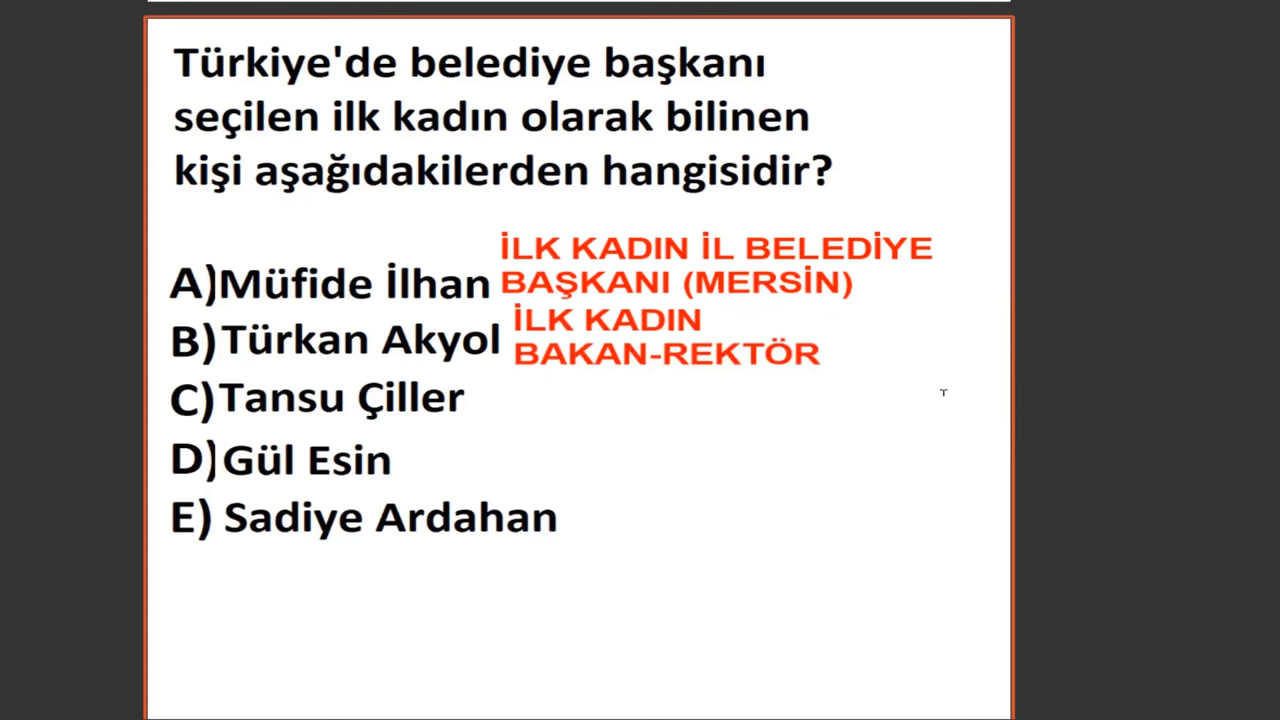 Türkiye'de belediye başkanı
seçilen ilk kadın olarak bilinen
kişi aşağıdakilerden hangisidir?
İLK KADIN İL BELEDİYE
BAŞKANI (MERSİN)
A)Müfide İlhan
İLK KADIN
BAKAN-REKTÖR
B)Türkan Akyol
C)Tansu Çiller
D)Gül Esin
E) Sadiye Ardahan